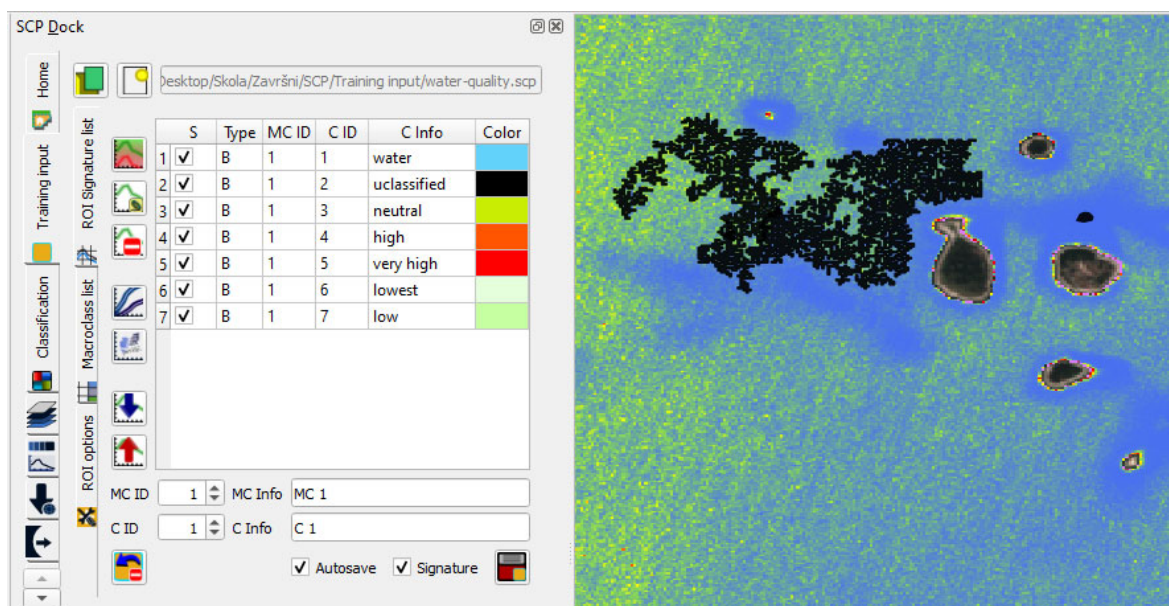 SCP Dock
Home
Training input
Classification
ROI Signature list
Macroclass list
ROI options
Desktop/Skola/Završni/SCP/Training input/water-quality.scp
S Type MC ID C ID C Info Color
1 B 1 1 water
2 B 1 2 uclassified
3 B 1 3 neutral
4 B 1 4 high
5 B 1 5 very high
6 B 1 6 lowest
7 B 1 7 low
MC ID 1 MC Info MC 1
C ID 1 C Info C 1
Autosave Signature